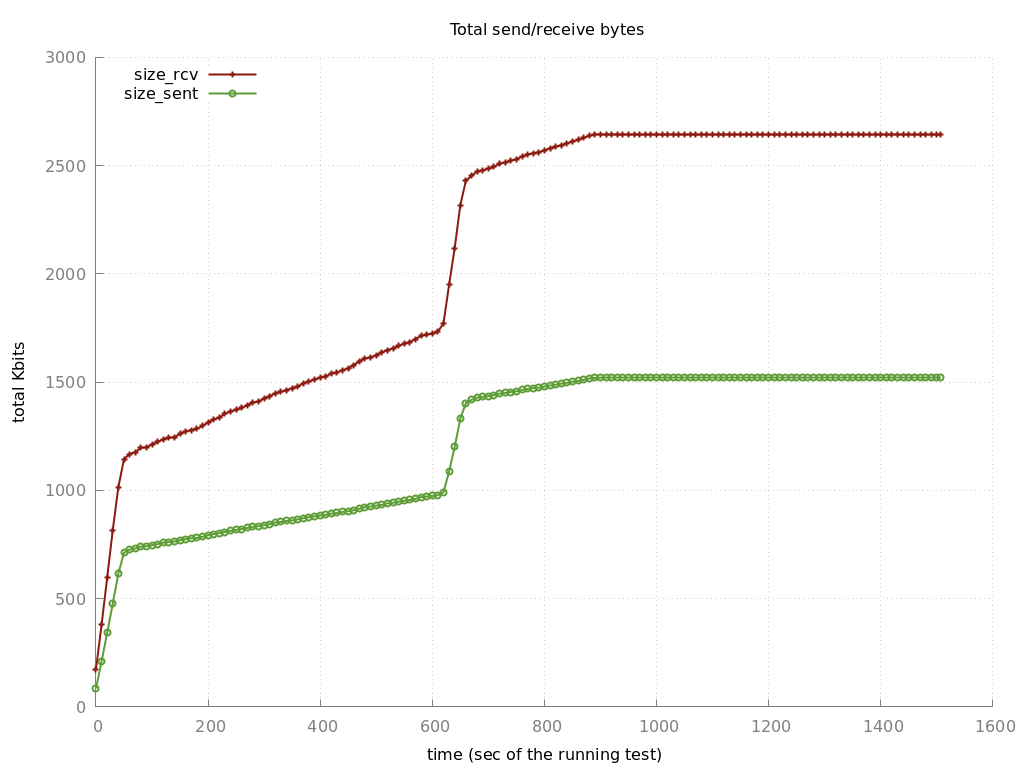 Total send/receive bytes
size_rcv
size_sent
total Kbits
3000
2500
2000
1500
1000
500
0
0 200 400 600 800 1000 1200 1400 1600
time (sec of the running test)